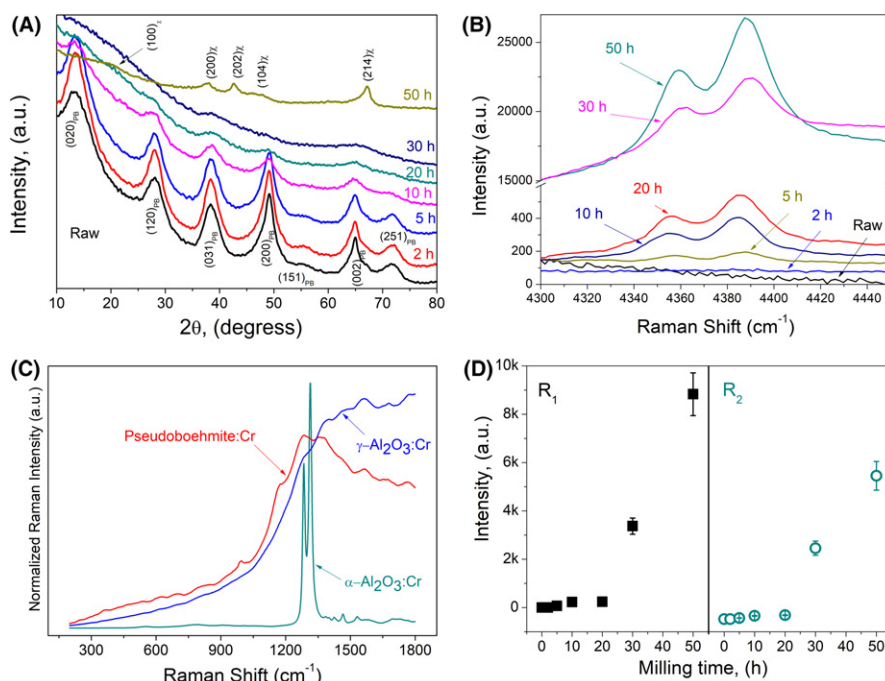 (A)
Intensity, (a.u.)
(100)χ
(200)χ
(202)χ
(104)χ
(214)χ
50 h
30 h
20 h
10 h
5 h
2 h
(020)PB
(120)PB
(031)PB
(200)PB
(151)PB
(002)PB
(251)PB
Raw
10 20 30 40 50 60 70 80
2θ, (degress)
(B)
Intensity (a.u.)
25000
20000
15000
400
200
0
50 h
30 h
20 h
10 h
5 h
2 h
Raw
4300 4320 4340 4360 4380 4400 4420 4440
Raman Shift (cm⁻¹)
(C)
Normalized Raman Intensity (a.u.)
Pseudoboehmite:Cr
γ–Al₂O₃:Cr
α–Al₂O₃:Cr
300 600 900 1200 1500 1800
Raman Shift (cm⁻¹)
(D)
Intensity, (a.u.)
10k
8k
6k
4k
2k
0
R₁
R₂
0 10 20 30 40 50 0 10 20 30 40 50
Milling time, (h)